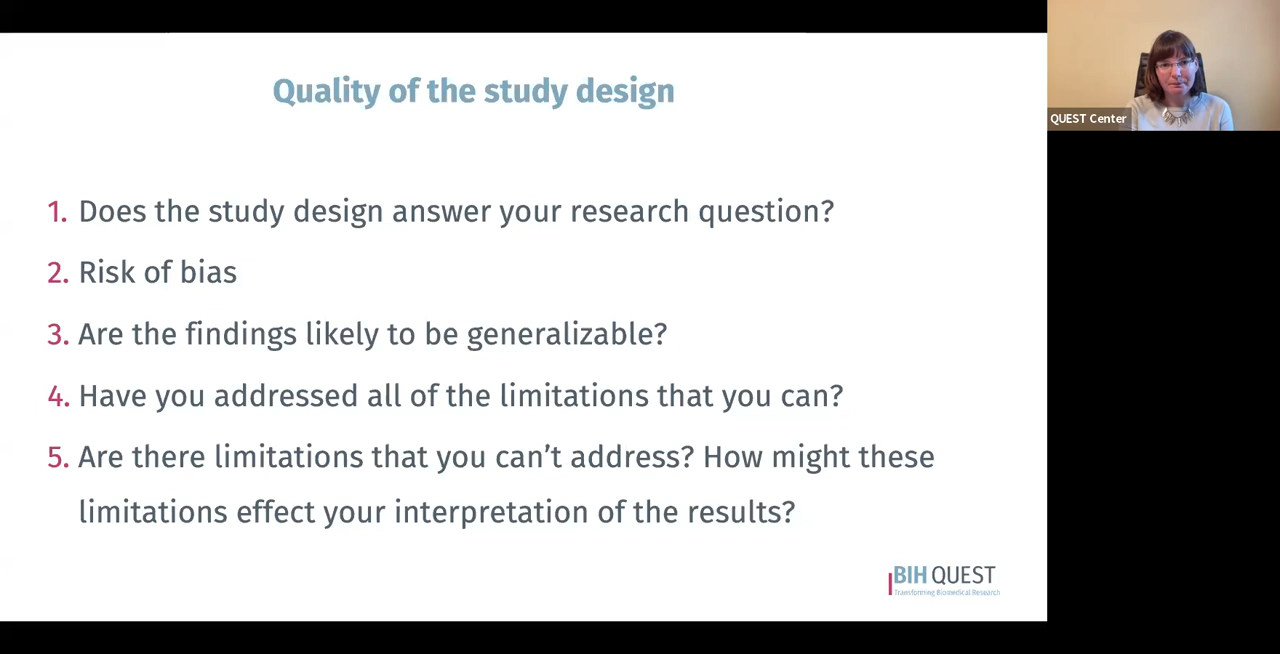 Quality of the study design
QUEST Center
1. Does the study design answer your research question?
2. Risk of bias
3. Are the findings likely to be generalizable?
4. Have you addressed all of the limitations that you can?
5. Are there limitations that you can’t address? How might these
limitations effect your interpretation of the results?
BIH QUEST
Transforming Biomedical Research